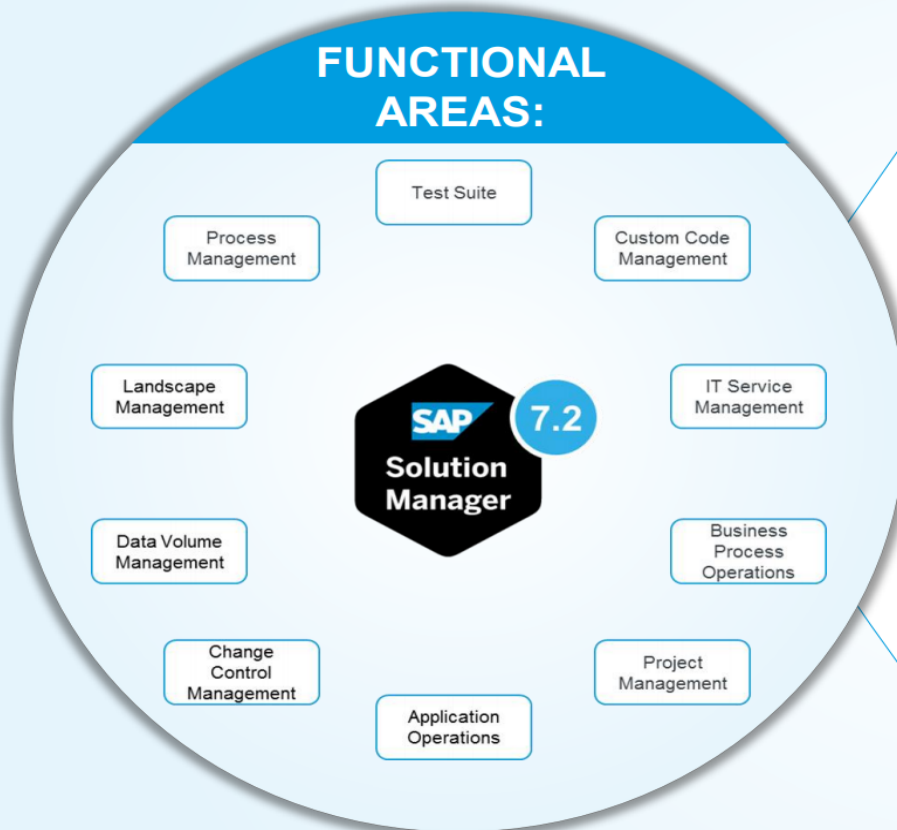 FUNCTIONAL
AREAS:
Test Suite
Process
Management
Custom Code
Management
Landscape
Management
IT Service
Management
SAP
7.2
Solution
Manager
Data Volume
Management
Business
Process
Operations
Change
Control
Management
Project
Management
Application
Operations